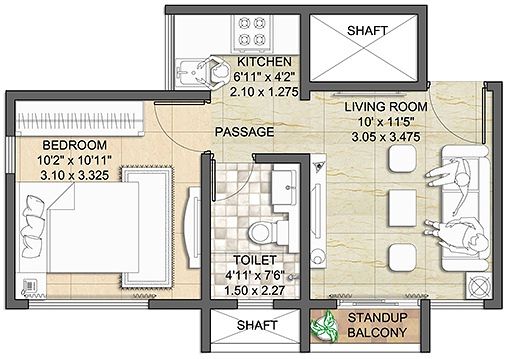 SHAFT
KITCHEN
6'11" x 4'2"
2.10 x 1.275
LIVING ROOM
10' x 11'5"
3.05 x 3.475
PASSAGE
BEDROOM
10'2" x 10'11"
3.10 x 3.325
TOILET
4'11" x 7'6"
1.50 x 2.27
SHAFT
STANDUP
BALCONY